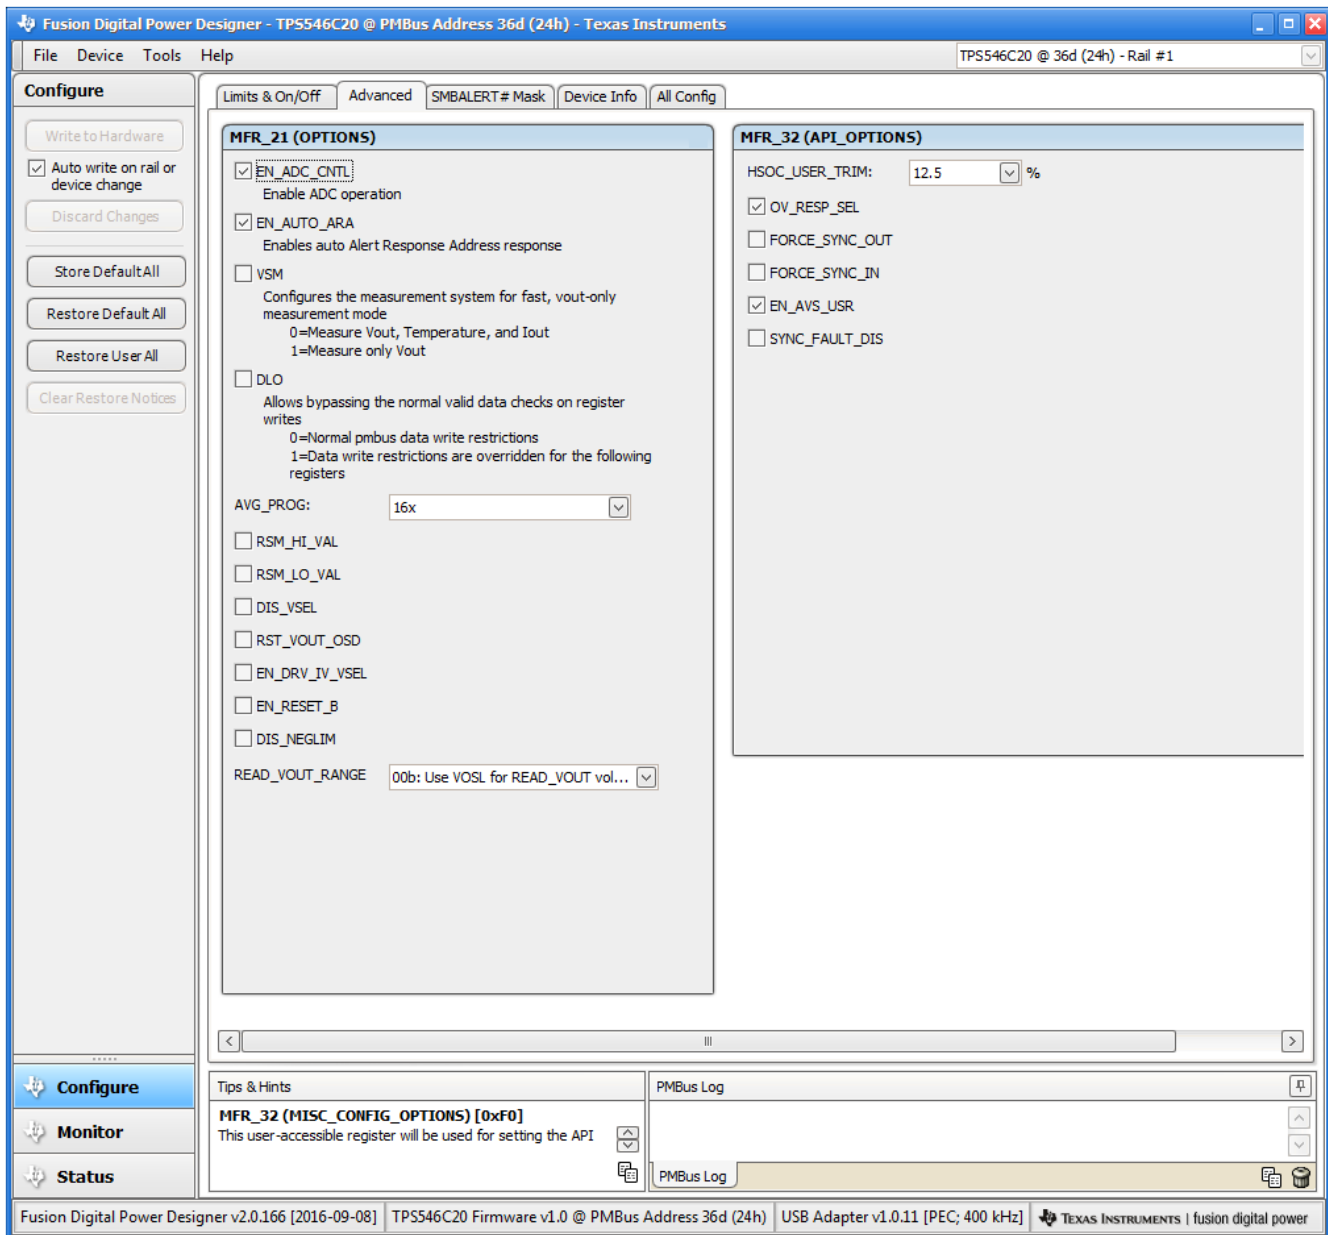 Fusion Digital Power Designer - TPS546C20 @ PMBus Address 36d (24h) - Texas Instruments
File Device Tools Help
TPS546C20 @ 36d (24h) - Rail #1
Configure
Write to Hardware
Auto write on rail or
device change
Discard Changes
Store Default All
Restore Default All
Restore User All
Clear Restore Notices
Limits & On/Off Advanced SMBALERT# Mask Device Info All Config
MFR_21 (OPTIONS)
EN_ADC_CNTL
Enable ADC operation
EN_AUTO_ARA
Enables auto Alert Response Address response
VSM
Configures the measurement system for fast, vout-only
measurement mode
0=Measure Vout, Temperature, and Iout
1=Measure only Vout
DLO
Allows bypassing the normal valid data checks on register
writes
0=Normal pmbus data write restrictions
1=Data write restrictions are overridden for the following
registers
AVG_PROG: 16x
RSM_HI_VAL
RSM_LO_VAL
DIS_VSEL
RST_VOUT_OSD
EN_DRV_IV_VSEL
EN_RESET_B
DIS_NEGLIM
READ_VOUT_RANGE 00b: Use VOSL for READ_VOUT vol...
MFR_32 (API_OPTIONS)
HSOC_USER_TRIM: 12.5 %
OV_RESP_SEL
FORCE_SYNC_OUT
FORCE_SYNC_IN
EN_AVS_USR
SYNC_FAULT_DIS
Configure
Monitor
Status
Tips & Hints
MFR_32 (MISC_CONFIG_OPTIONS) [0xF0]
This user-accessible register will be used for setting the API
PMBus Log
PMBus Log
Fusion Digital Power Designer v2.0.166 [2016-09-08] TPS546C20 Firmware v1.0 @ PMBus Address 36d (24h) USB Adapter v1.0.11 [PEC; 400 kHz] TEXAS INSTRUMENTS | fusion digital power